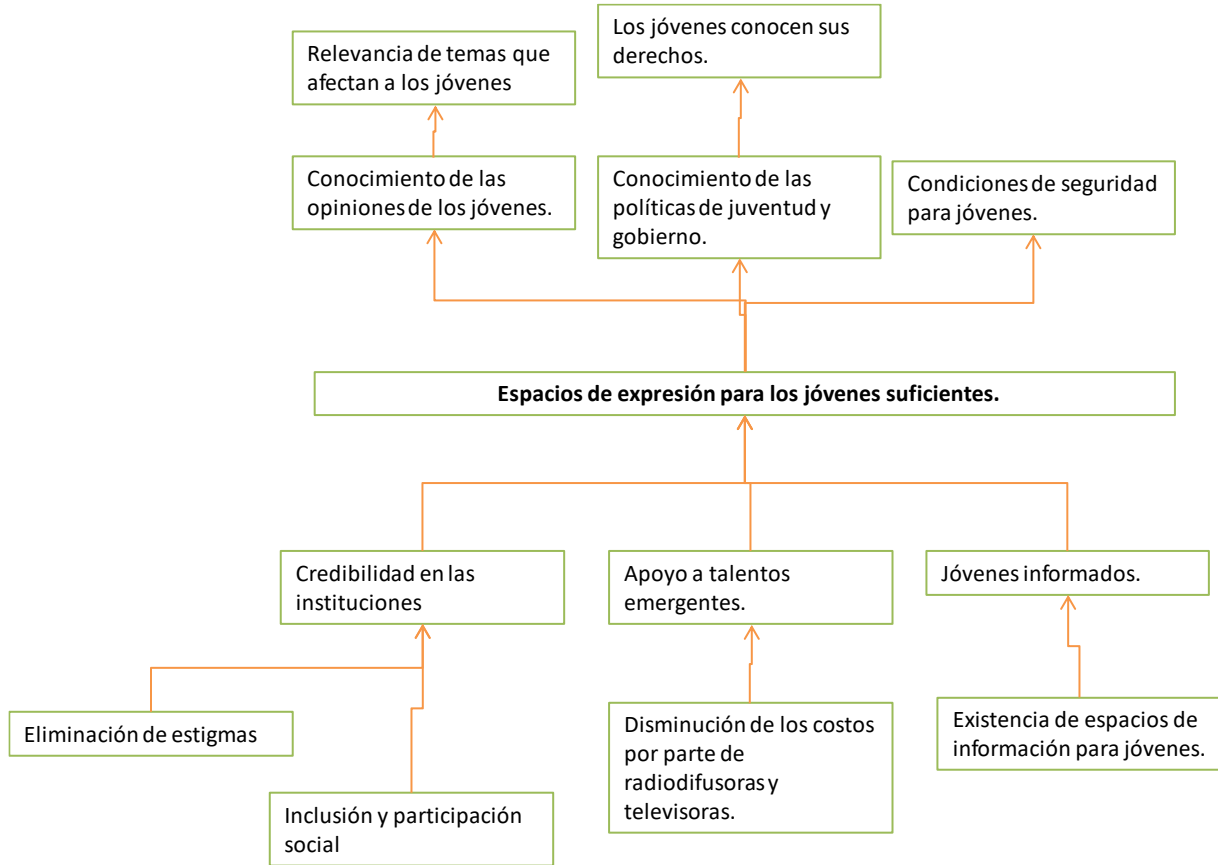 Relevancia de temas que
afectan a los jóvenes
Los jóvenes conocen sus
derechos.
Conocimiento de las
opiniones de los jóvenes.
Conocimiento de las
políticas de juventud y
gobierno.
Condiciones de seguridad
para jóvenes.
Espacios de expresión para los jóvenes suficientes.
Credibilidad en las
instituciones
Apoyo a talentos
emergentes.
Jóvenes informados.
Eliminación de estigmas
Inclusión y participación
social
Disminución de los costos
por parte de
radiodifusoras y
televisoras.
Existencia de espacios de
información para jóvenes.